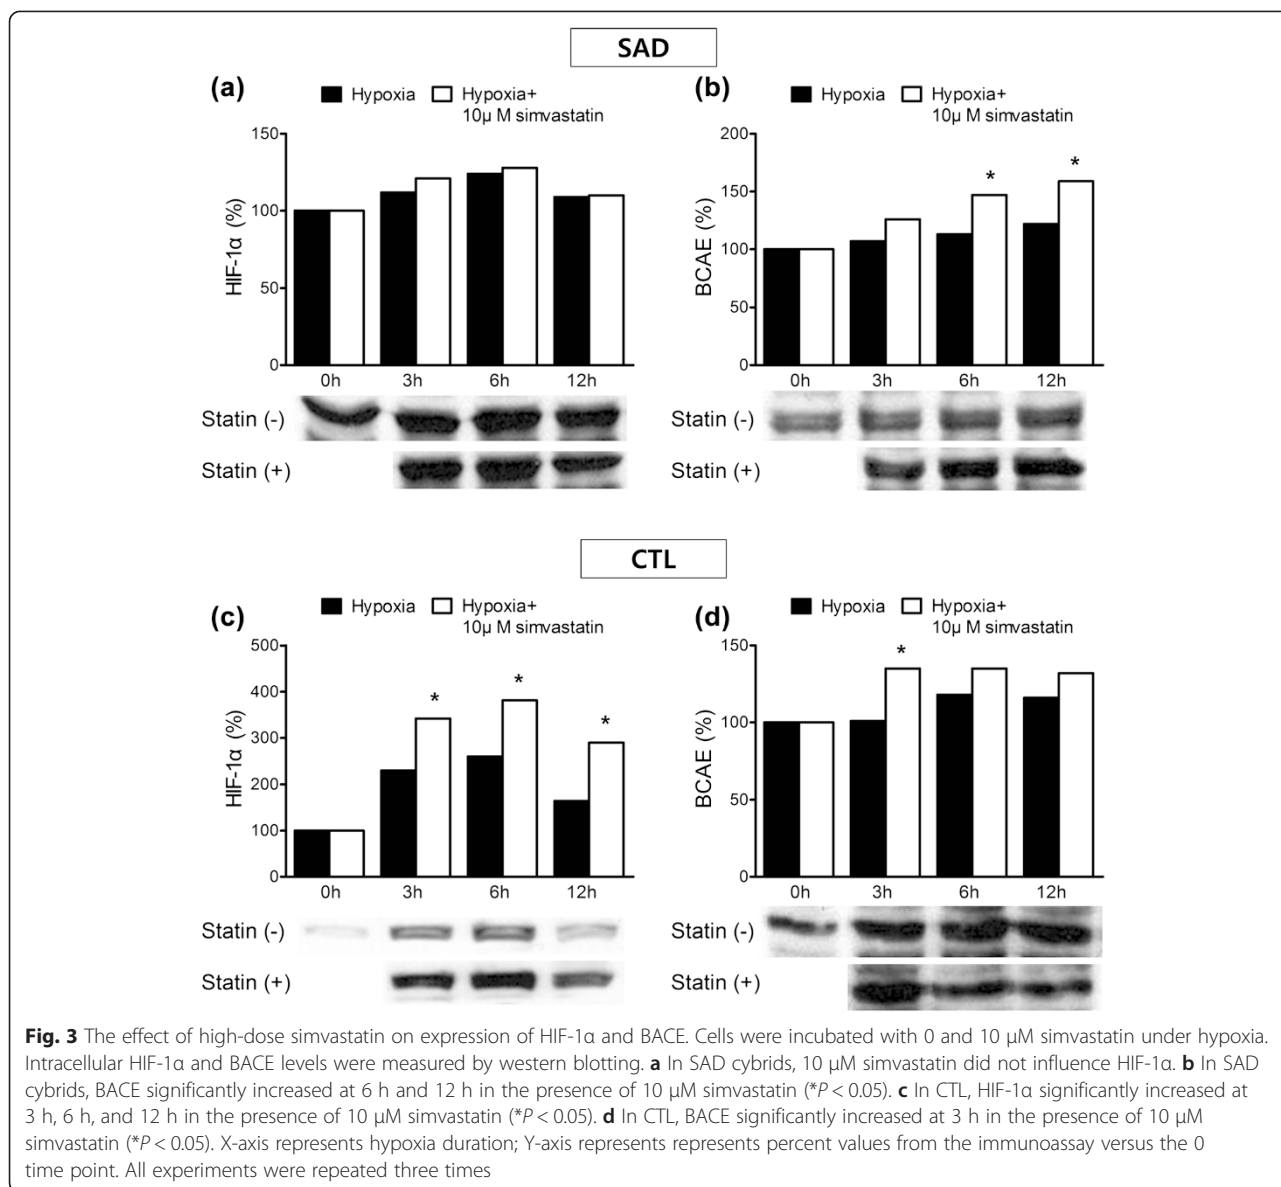 SAD
(a)
Hypoxia
Hypoxia+
10μ M simvastatin
150
100
50
0
HIF-1α (%)
0h 3h 6h 12h
Statin (-)
Statin (+)
(b)
Hypoxia
Hypoxia+
10μ M simvastatin
200
150
100
50
0
BCAE (%)
* *
0h 3h 6h 12h
Statin (-)
Statin (+)
CTL
(c)
Hypoxia
Hypoxia+
10μ M simvastatin
500
400
300
200
100
0
HIF-1α (%)
* * *
0h 3h 6h 12h
Statin (-)
Statin (+)
(d)
Hypoxia
Hypoxia+
10μ M simvastatin
150
100
50
0
BCAE (%)
*
0h 3h 6h 12h
Statin (-)
Statin (+)
Fig. 3 The effect of high-dose simvastatin on expression of HIF-1α and BACE. Cells were incubated with 0 and 10 μM simvastatin under hypoxia.
Intracellular HIF-1α and BACE levels were measured by western blotting. a In SAD cybrids, 10 μM simvastatin did not influence HIF-1α. b In SAD
cybrids, BACE significantly increased at 6 h and 12 h in the presence of 10 μM simvastatin (*P < 0.05). c In CTL, HIF-1α significantly increased at
3 h, 6 h, and 12 h in the presence of 10 μM simvastatin (*P < 0.05). d In CTL, BACE significantly increased at 3 h in the presence of 10 μM
simvastatin (*P < 0.05). X-axis represents hypoxia duration; Y-axis represents represents percent values from the immunoassay versus the 0
time point. All experiments were repeated three times